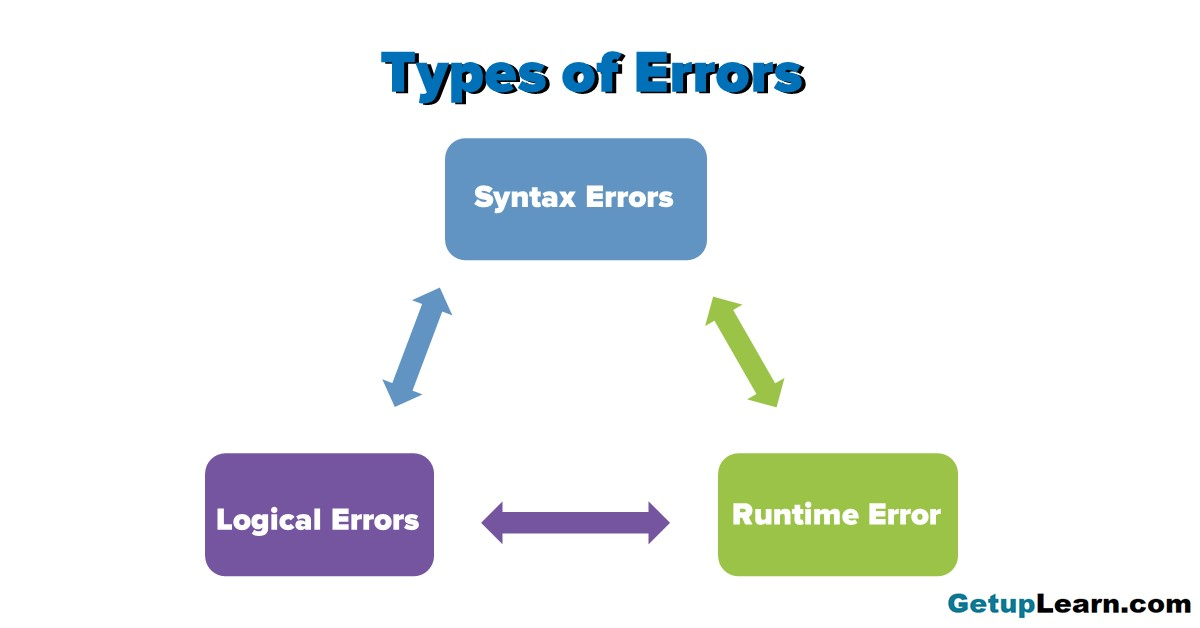 Types of Errors
Syntax Errors
Logical Errors
Runtime Error
GetupLearn.com